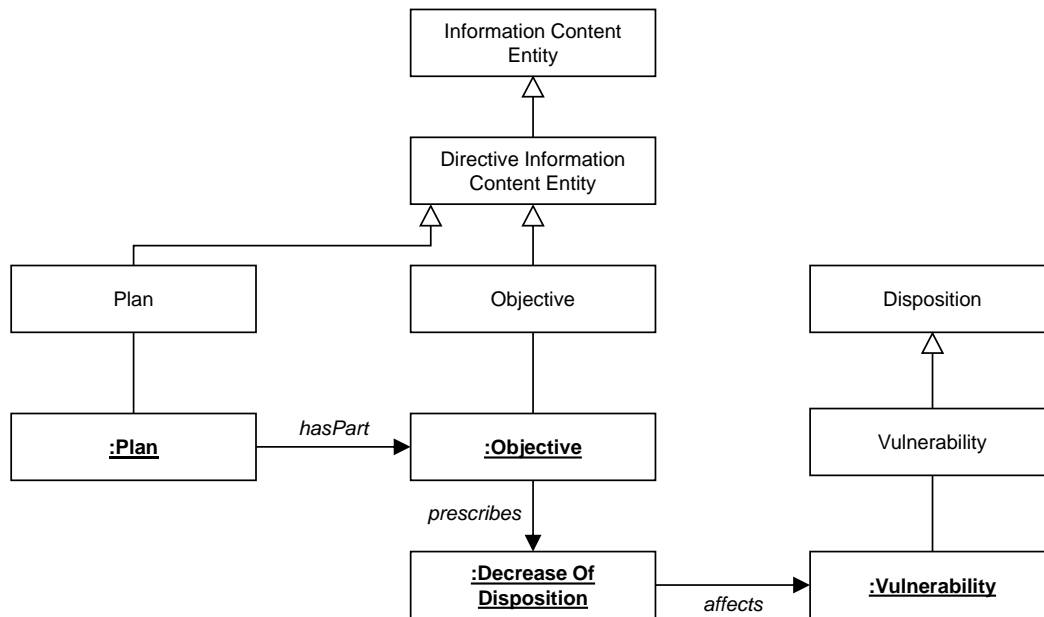 Information Content
Entity
Directive Information
Content Entity
Plan
Objective
Disposition
:Plan
hasPart
:Objective
Vulnerability
prescribes
:Decrease Of
Disposition
affects
:Vulnerability